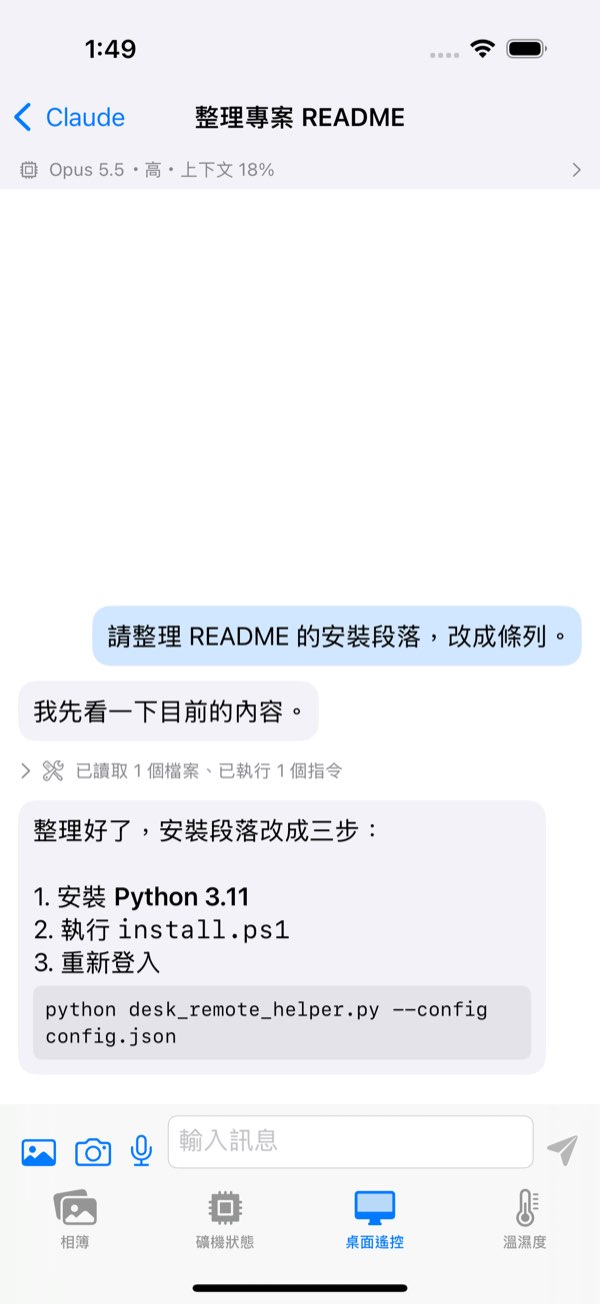 1:49
Claude
整理專案 README
Opus 5.5・高・上下文 18%
請整理 README 的安裝段落，改成條列。
我先看一下目前的內容。
已讀取 1 個檔案、已執行 1 個指令
整理好了，安裝段落改成三步：
1. 安裝 Python 3.11
2. 執行 install.ps1
3. 重新登入
python desk_remote_helper.py --config
config.json
輸入訊息
相簿
礦機狀態
桌面遙控
溫濕度